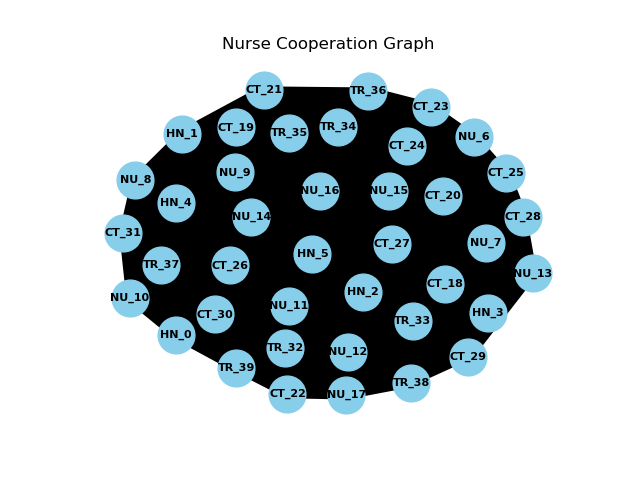 Nurse Cooperation Graph
CT_21
TR_36
CT_23
HN_1
CT_19
TR_35
TR_34
NU_6
CT_24
NU_8
NU_9
CT_25
HN_4
NU_16
NU_15
CT_20
NU_14
CT_28
CT_31
CT_27
NU_7
TR_37
CT_26
HN_5
NU_13
NU_10
HN_2
CT_18
CT_30
NU_11
TR_33
HN_3
HN_0
TR_32
NU_12
CT_29
TR_39
CT_22
NU_17
TR_38